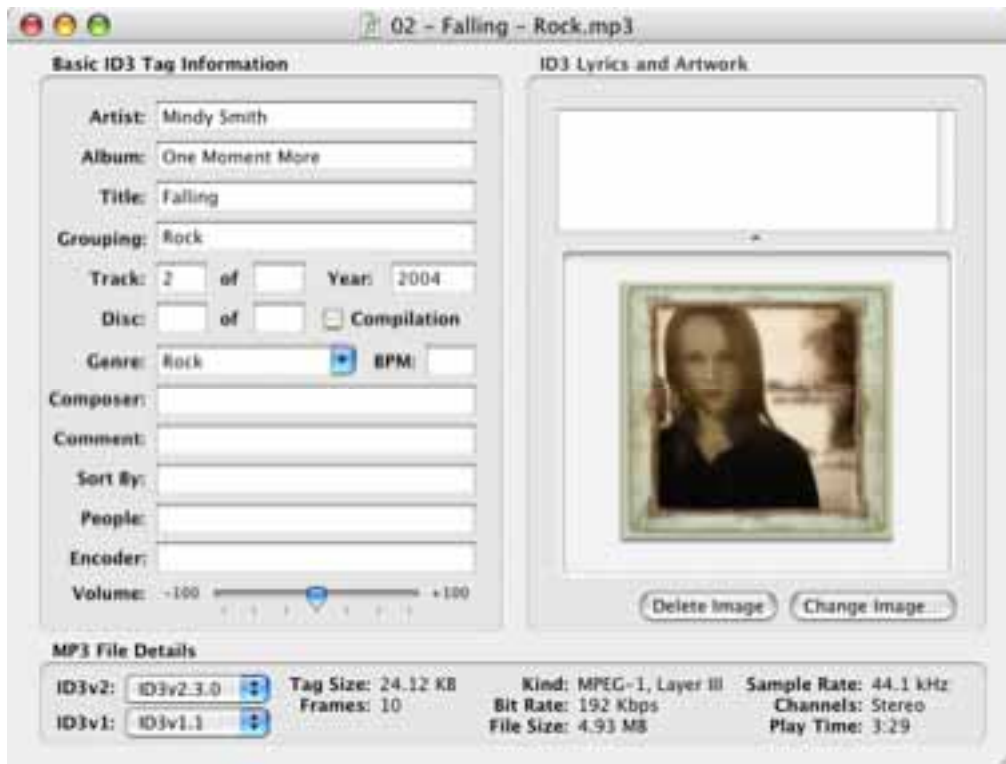 02 - Falling - Rock.mp3
Basic ID3 Tag Information
Artist: Mindy Smith
Album: One Moment More
Title: Falling
Grouping: Rock
Track: 2 of Year: 2004
Disc: of Compilation
Genre: Rock BPM:
Composer:
Comment:
Sort By:
People:
Encoder:
Volume: -100 +100
ID3 Lyrics and Artwork
Delete Image Change Image...
MP3 File Details
ID3v2: ID3v2.3.0 Tag Size: 24.12 KB Kind: MPEG-1, Layer III Sample Rate: 44.1 kHz
Frames: 10 Bit Rate: 192 Kbps Channels: Stereo
ID3v1: ID3v1.1 File Size: 4.93 MB Play Time: 3:29